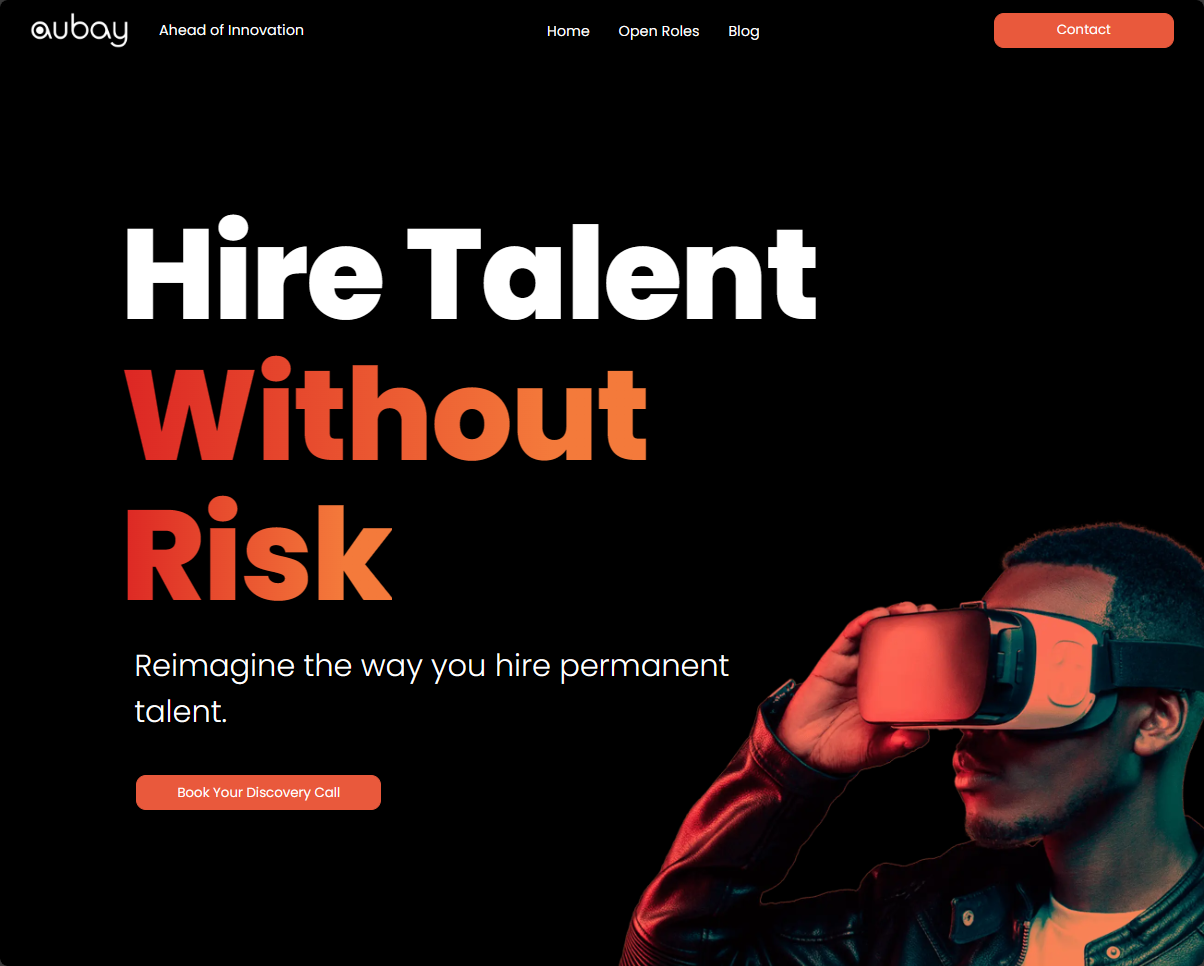 aubay
Ahead of Innovation
Home
Open Roles
Blog
Contact
Hire Talent
Without
Risk
Reimagine the way you hire permanent
talent.
Book Your Discovery Call